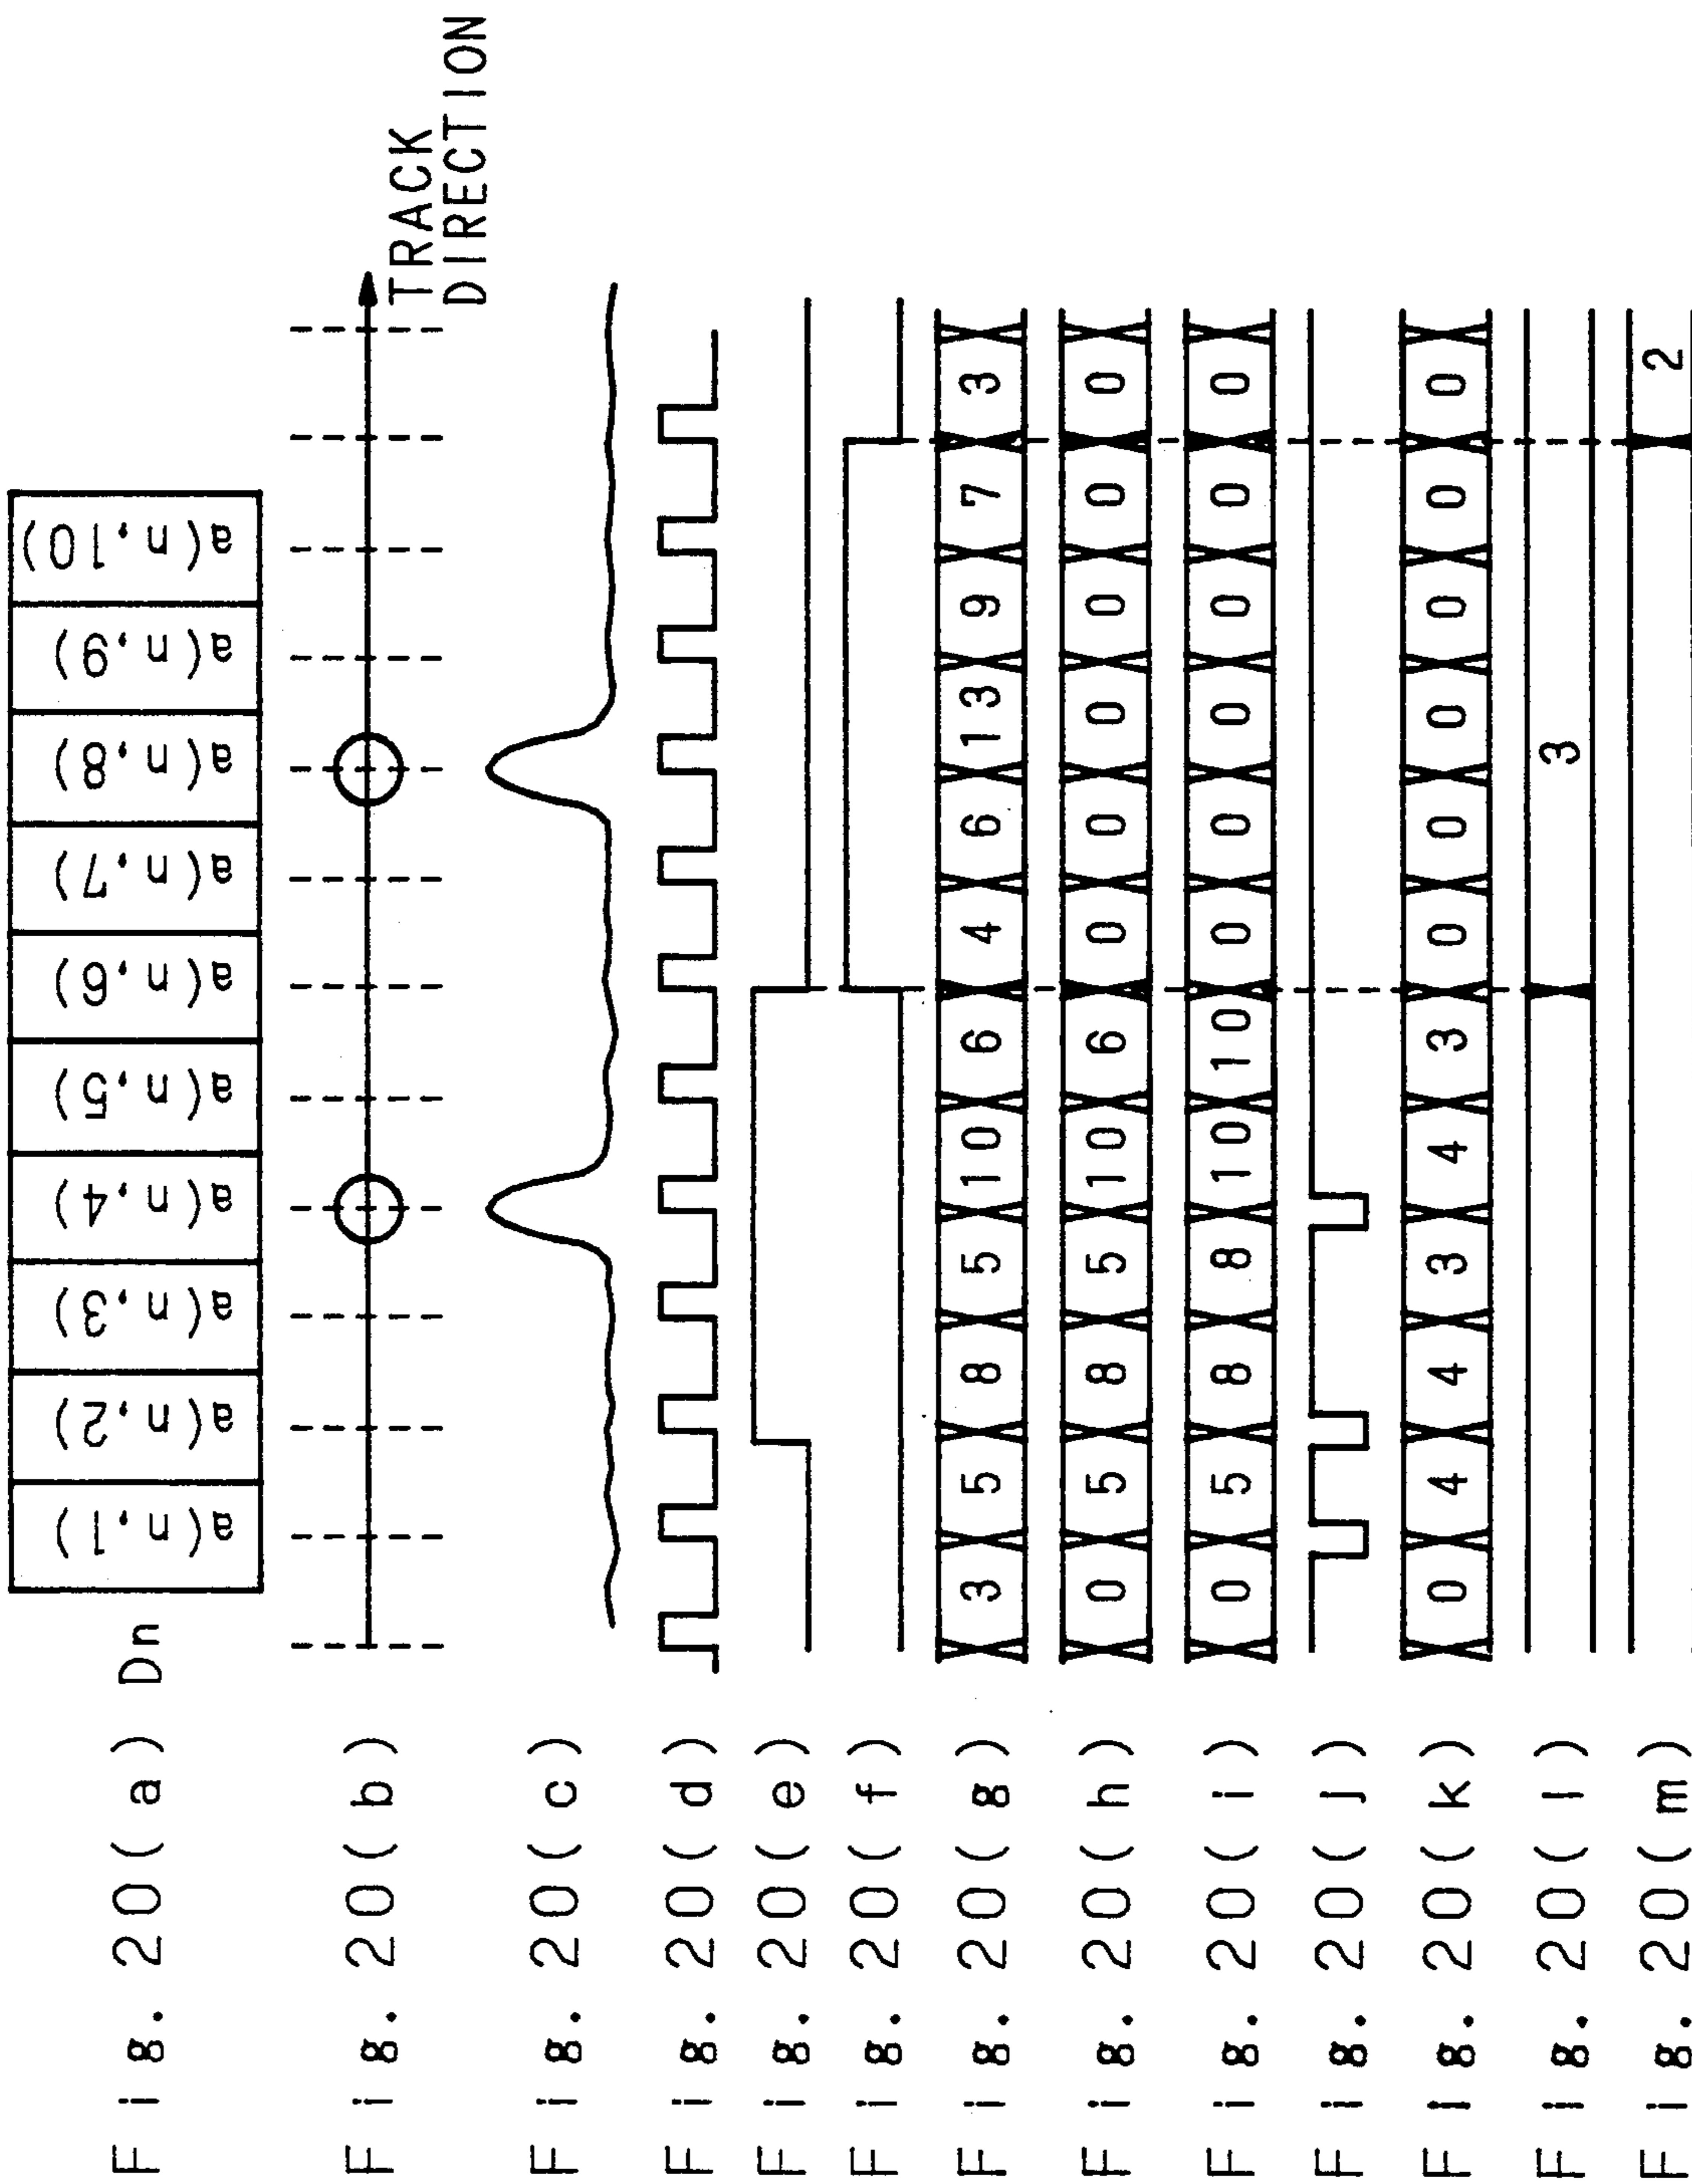 Fig. 20(a) Dn a(n,1) a(n,2) a(n,3) a(n,4) a(n,5) a(n,6) a(n,7) a(n,8) a(n,9) a(n,10)
Fig. 20(b)
TRACK
DIRECTION
Fig. 20(c)
Fig. 20(d)
Fig. 20(e)
Fig. 20(f)
Fig. 20(g) 3 5 8 5 10 6 4 6 13 9 7 3
Fig. 20(h) 0 5 8 5 10 6 0 0 0 0 0 0
Fig. 20(i) 0 5 8 8 10 10 0 0 0 0 0 0
Fig. 20(j)
Fig. 20(k) 0 4 4 3 4 3 0 0 0 0 0 0
Fig. 20(l) 3
Fig. 20(m) 2